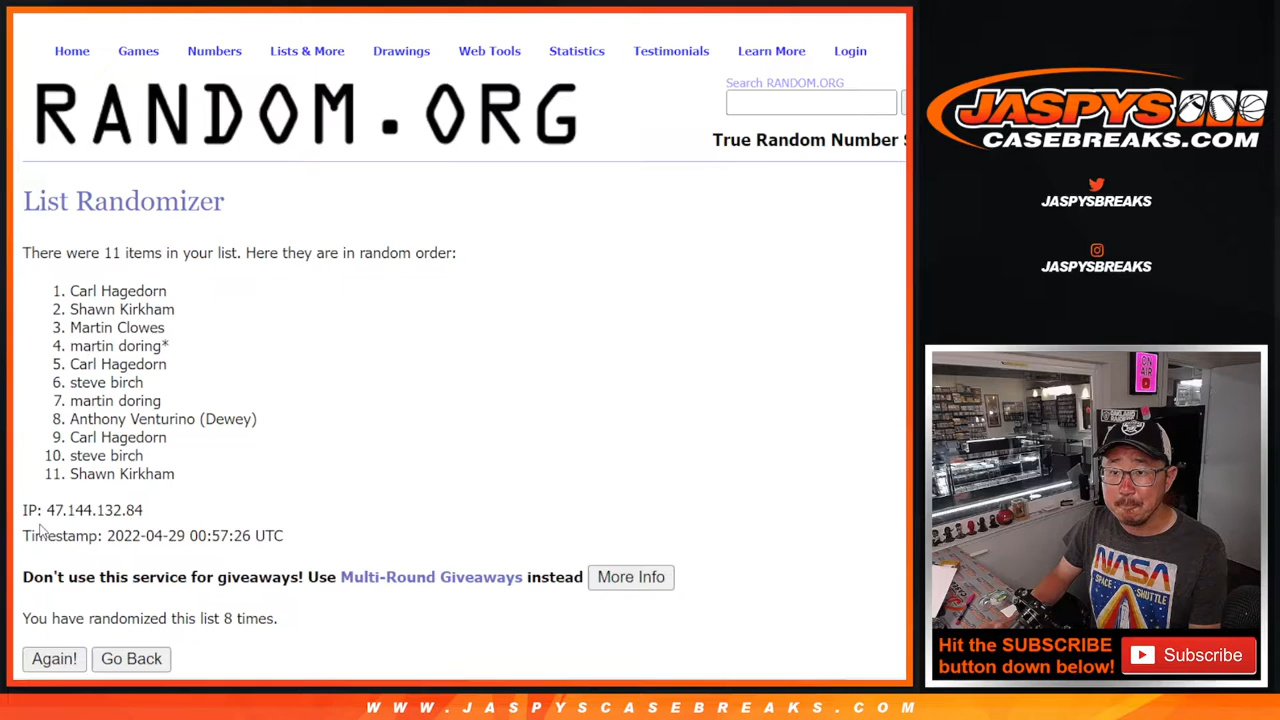 Home Games Numbers Lists & More Drawings Web Tools Statistics Testimonials Learn More Login
Search RANDOM.ORG
RANDOM.ORG
True Random Number S
List Randomizer
There were 11 items in your list. Here they are in random order:
1. Carl Hagedorn
2. Shawn Kirkham
3. Martin Clowes
4. martin doring*
5. Carl Hagedorn
6. steve birch
7. martin doring
8. Anthony Venturino (Dewey)
9. Carl Hagedorn
10. steve birch
11. Shawn Kirkham
IP: 47.144.132.84
Timestamp: 2022-04-29 00:57:26 UTC
Don't use this service for giveaways! Use Multi-Round Giveaways instead More Info
You have randomized this list 8 times.
Again! Go Back
JASPYS
CASEBREAKS.COM
JASPYSBREAKS
JASPYSBREAKS
ON
AIR
NASA
SPACE SHUTTLE
Hit the SUBSCRIBE
button down below!
Subscribe
WWW.JASPYSCASEBREAKS.COM